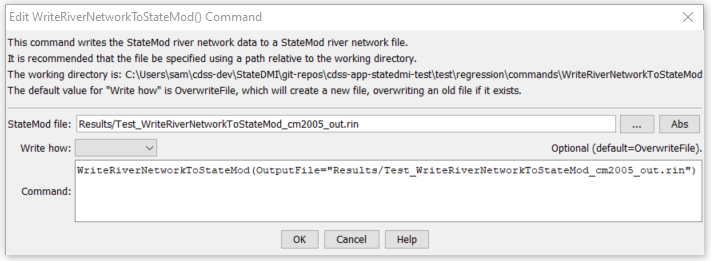 Edit WriteRiverNetworkToStateMod() Command
This command writes the StateMod river network data to a StateMod river network file.
It is recommended that the file be specified using a path relative to the working directory.
The working directory is: C:\Users\sam\cdss-dev\StateDMI\git-repos\cdss-app-statedmi-test\test\regression\commands\WriteRiverNetworkToStateMod
The default value for "Write how" is OverwriteFile, which will create a new file, overwriting an old file if it exists.
StateMod file: Results/Test_WriteRiverNetworkToStateMod_cm2005_out.rin ... Abs
Write how: Optional (default=OverwriteFile).
WriteRiverNetworkToStateMod(OutputFile="Results/Test_WriteRiverNetworkToStateMod_cm2005_out.rin")
Command:
OK Cancel Help